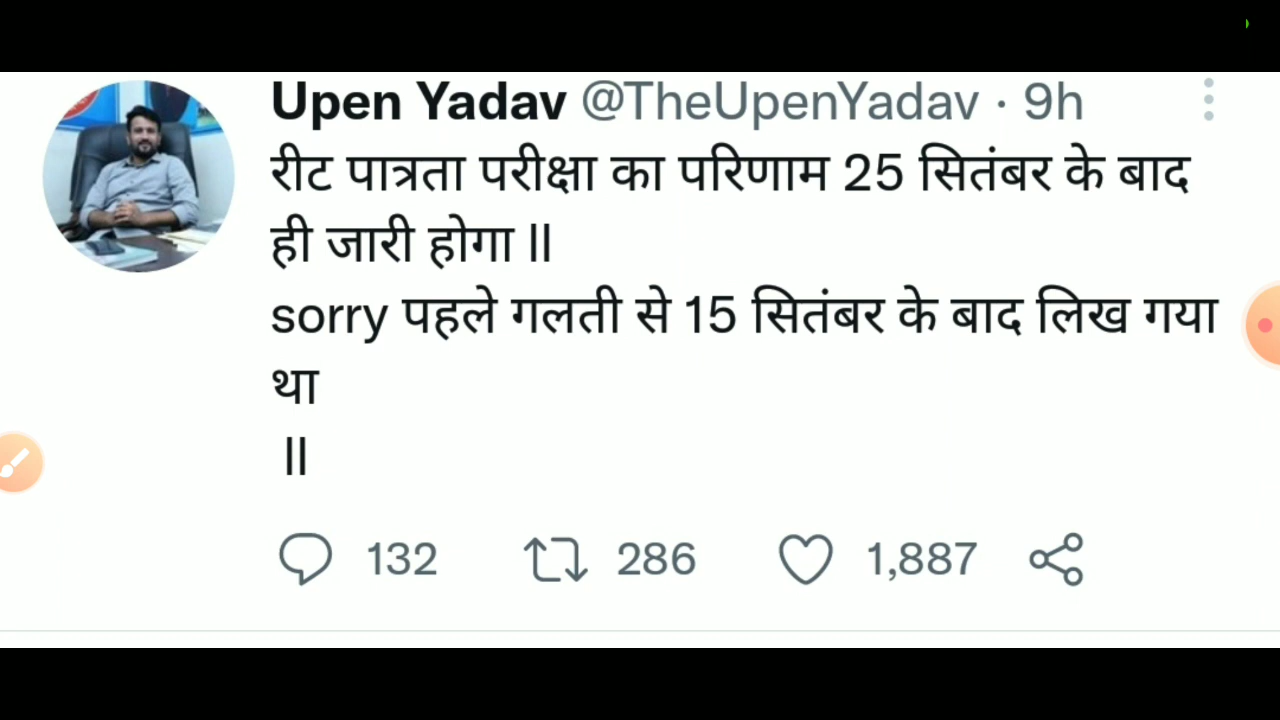 Upen Yadav @TheUpenYadav · 9h
रीट पात्रता परीक्षा का परिणाम 25 सितंबर के बाद
ही जारी होगा ll
sorry पहले गलती से 15 सितंबर के बाद लिख गया
था
ll
132 286 1,887